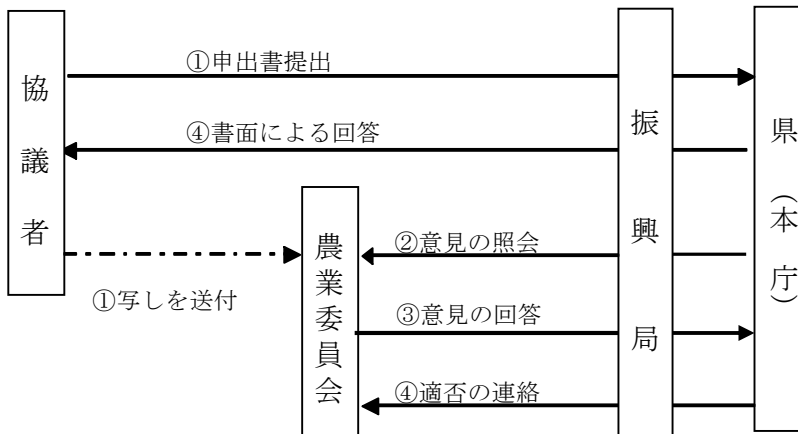 協議者
①申出書提出
④書面による回答
①写しを送付
農業委員会
②意見の照会
③意見の回答
④適否の連絡
振興局
県（本庁）